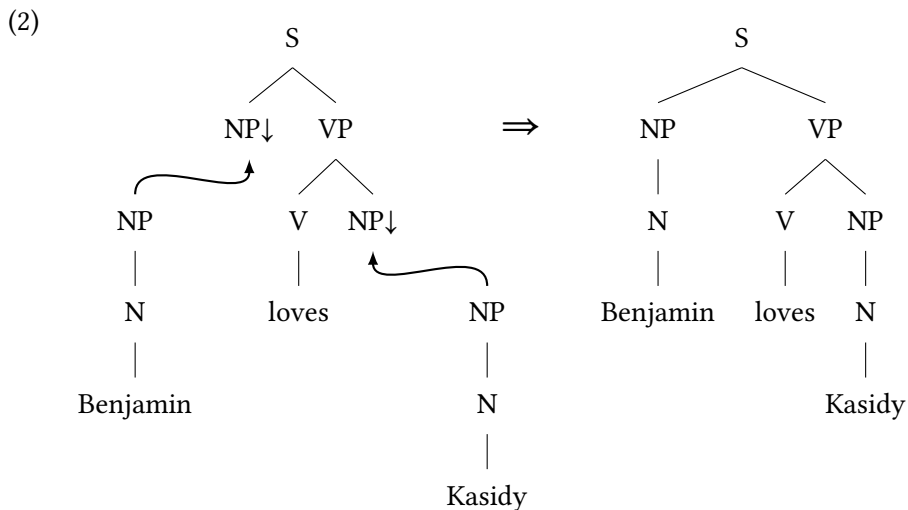 (2)
S S
NP↓ VP ⇒ NP VP
NP V NP↓ N V NP
N loves NP Benjamin loves N
Benjamin N Kasidy
Kasidy